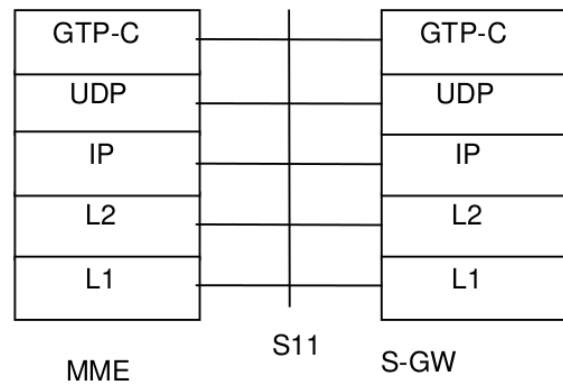 GTP-C GTP-C
UDP UDP
IP IP
L2 L2
L1 L1
MME S11 S-GW